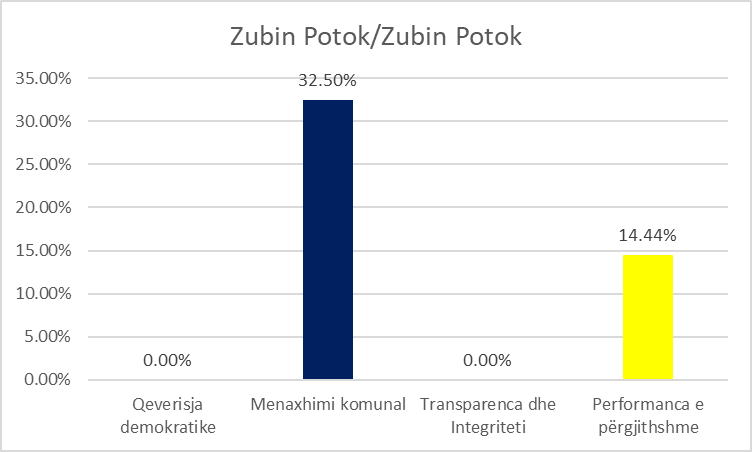 Zubin Potok/Zubin Potok
35.00%
30.00%
25.00%
20.00%
15.00%
10.00%
5.00%
0.00%
0.00%
32.50%
0.00%
14.44%
Qeverisja
demokratike
Menaxhimi komunal
Transparenca dhe
Integriteti
Performanca e
përgjithshme